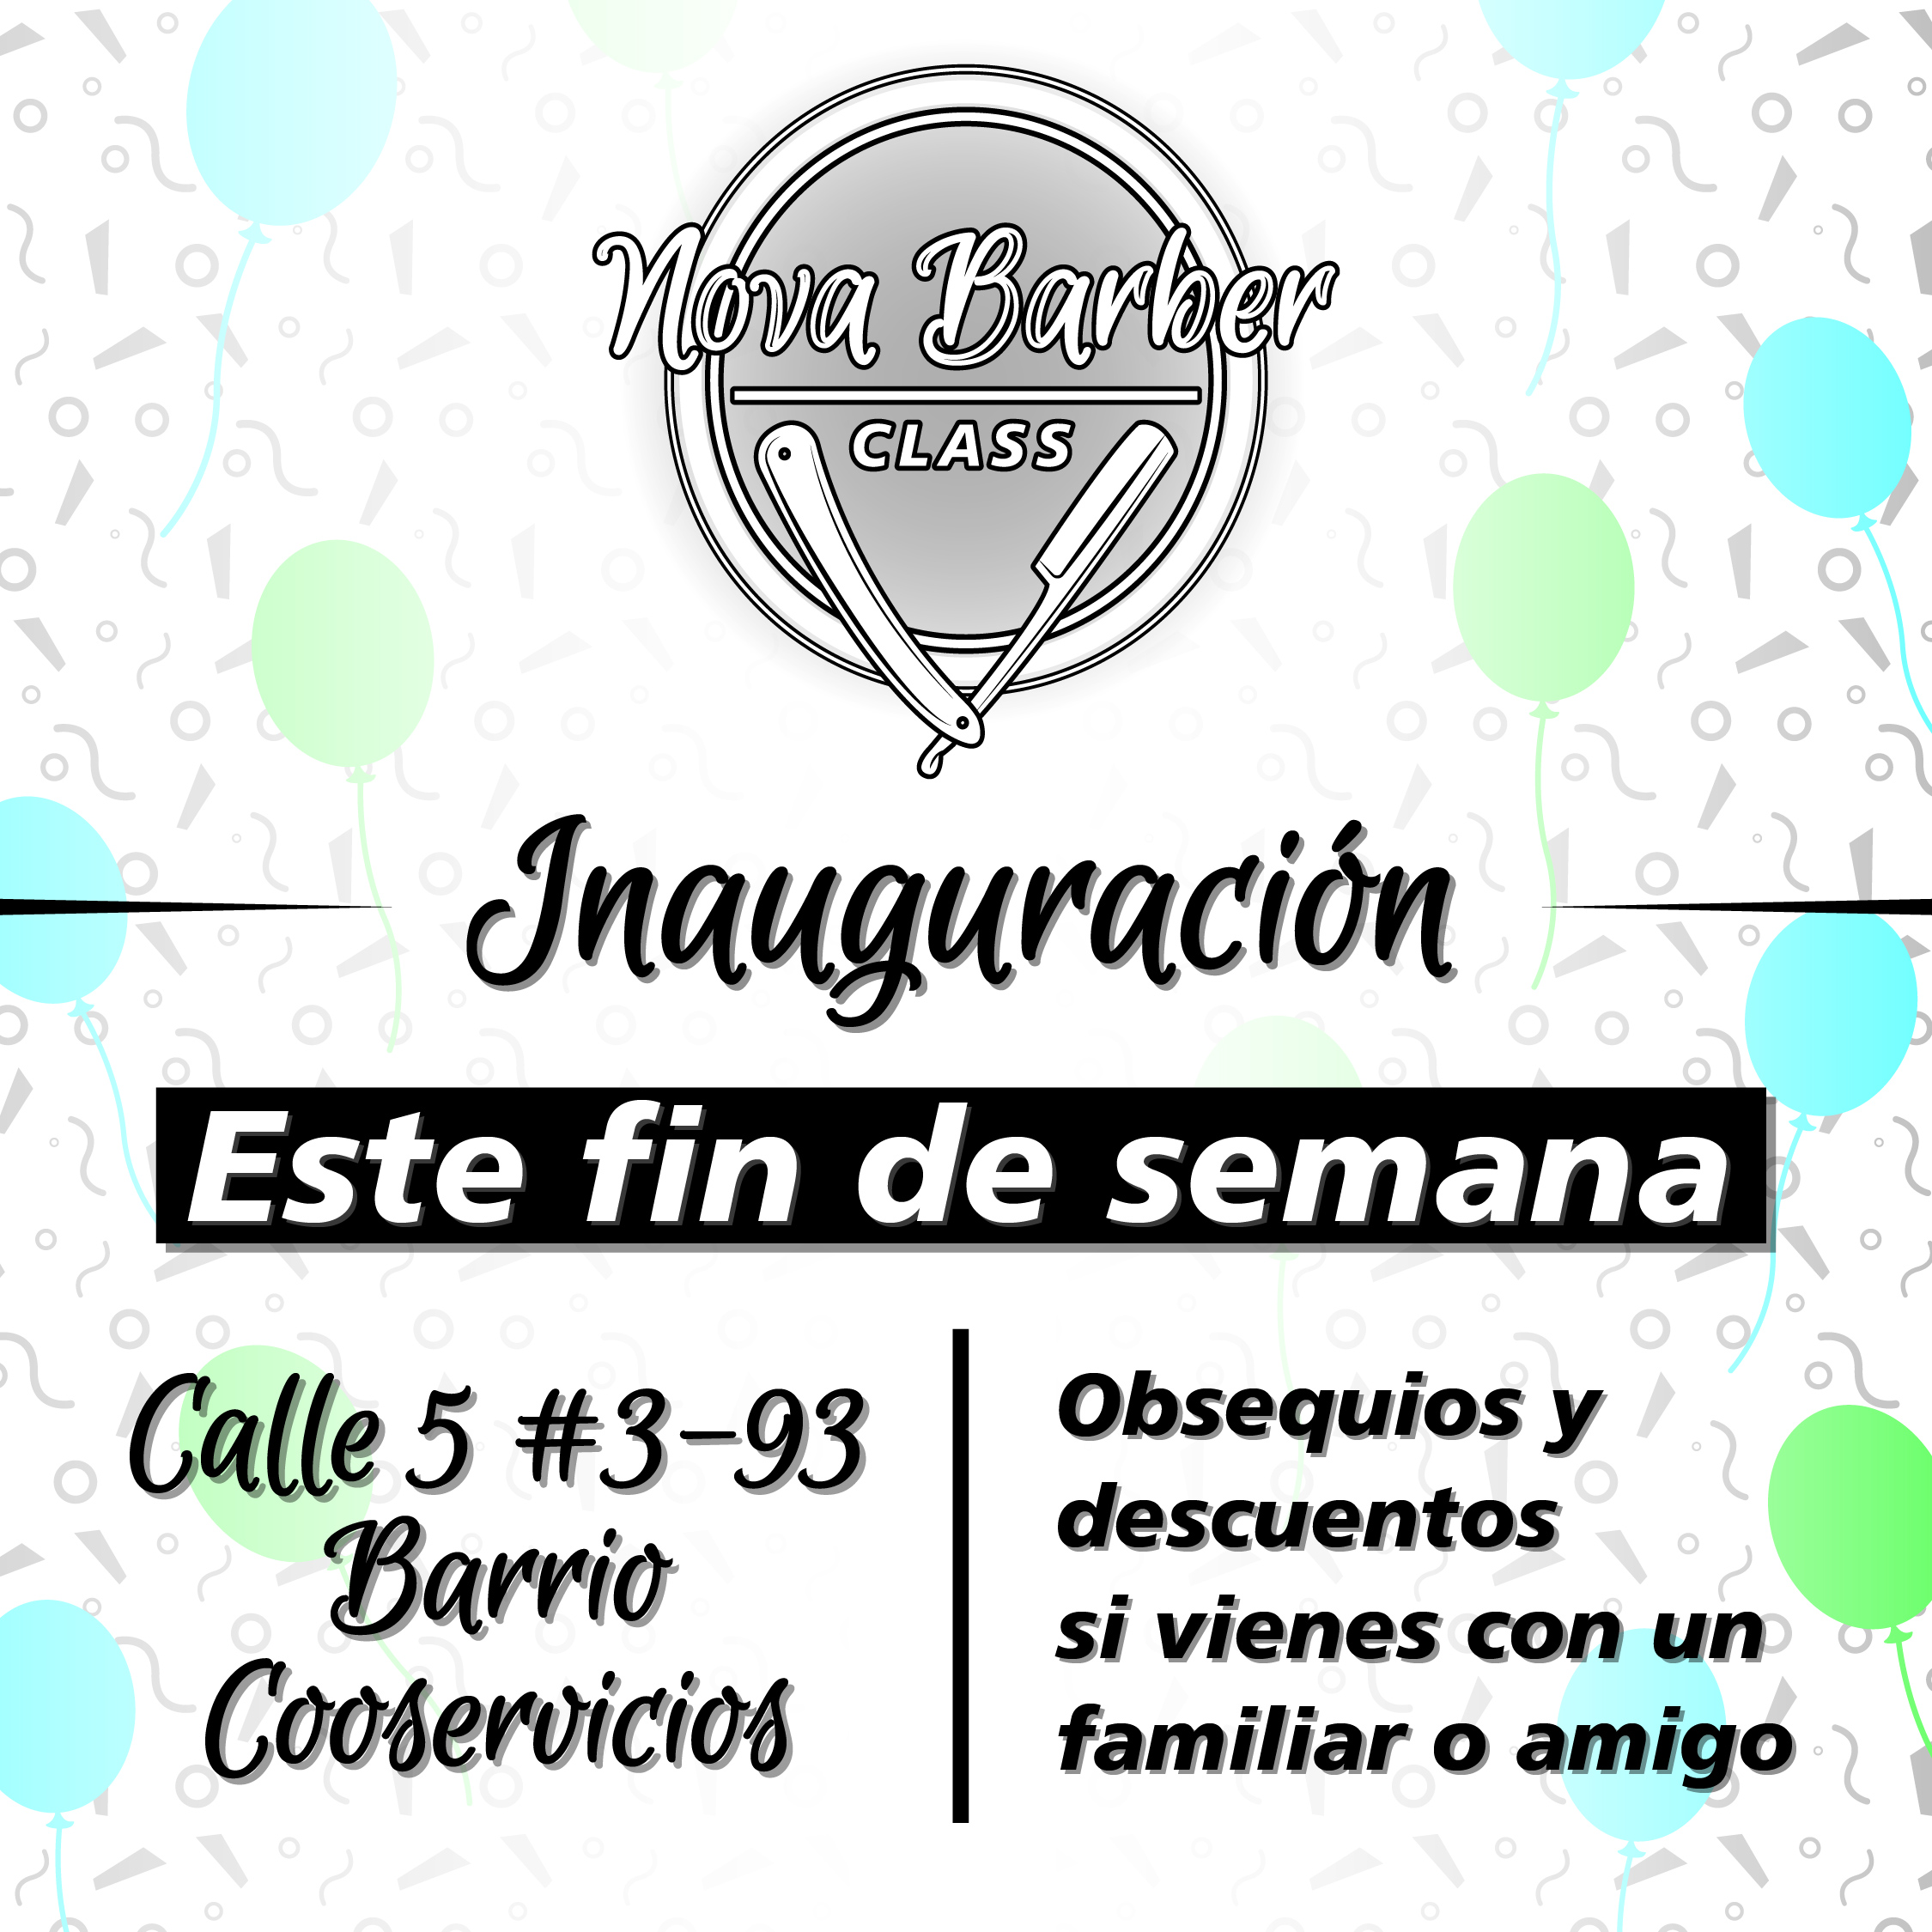 Nova Barber
CLASS
Inauguración
Este fin de semana
Calle 5 #3-93
Barrio
Cooservicios
Obsequios y
descuentos
si vienes con un
familiar o amigo